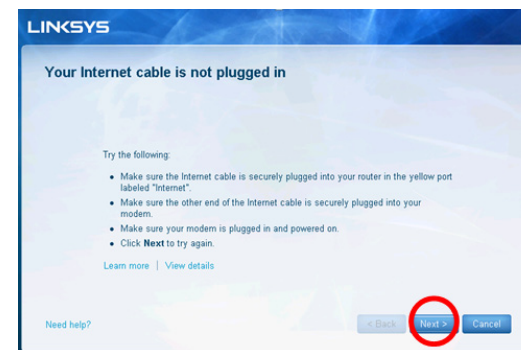 LINKSYS
Your Internet cable is not plugged in
Try the following:
• Make sure the Internet cable is securely plugged into your router in the yellow port
labeled "Internet".
• Make sure the other end of the Internet cable is securely plugged into your
modem.
• Make sure your modem is plugged in and powered on.
• Click Next to try again.
Learn more | View details
Need help? < Back Next > Cancel